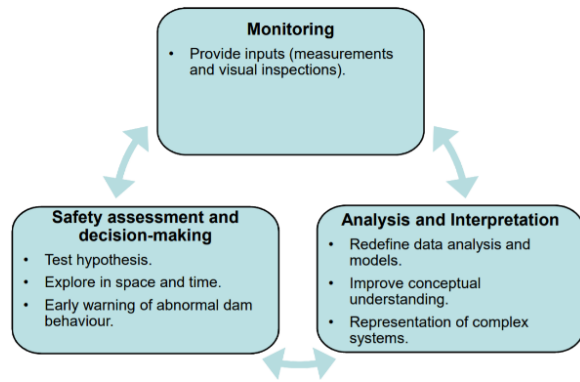 Monitoring
• Provide inputs (measurements
and visual inspections).
Safety assessment and
decision-making
• Test hypothesis.
• Explore in space and time.
• Early warning of abnormal dam
behaviour.
Analysis and Interpretation
• Redefine data analysis and
models.
• Improve conceptual
understanding.
• Representation of complex
systems.